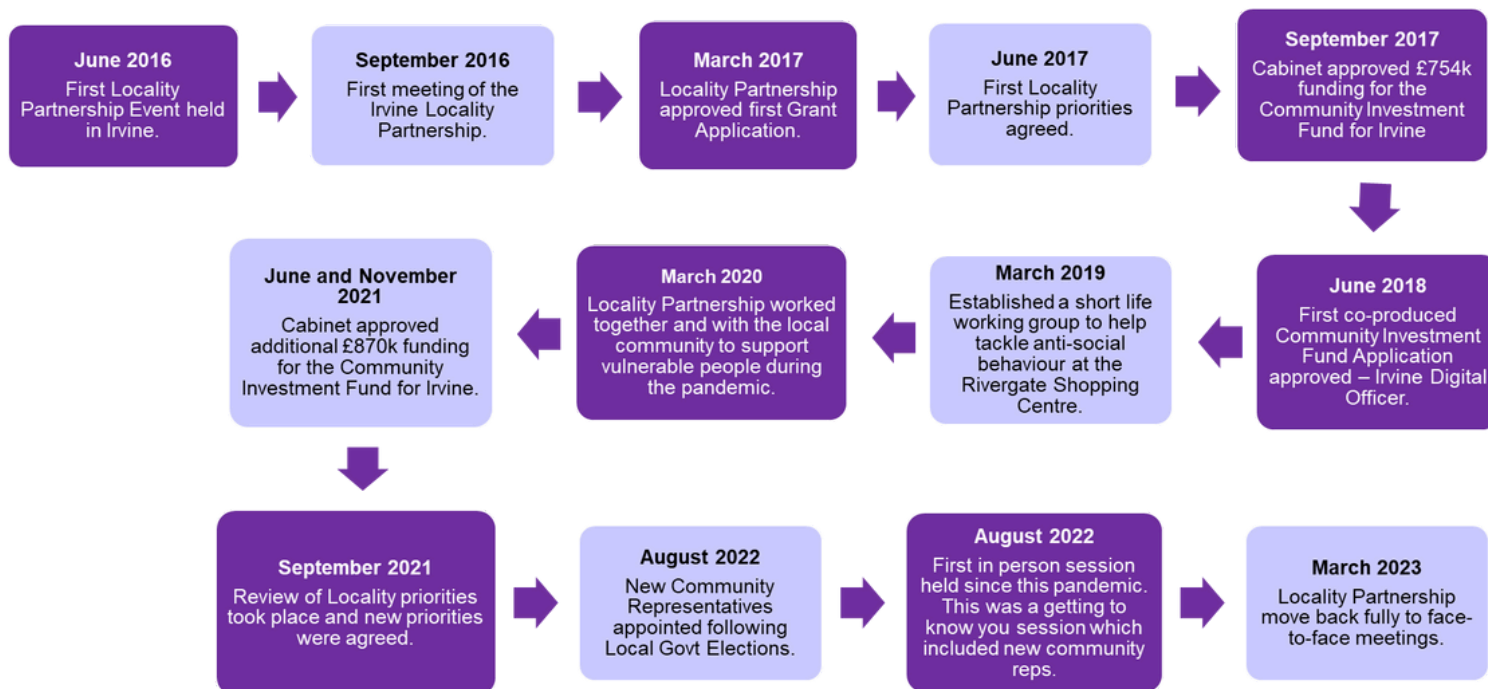 June 2016
First Locality
Partnership Event held
in Irvine.
September 2016
First meeting of the
Irvine Locality
Partnership.
March 2017
Locality Partnership
approved first Grant
Application.
June 2017
First Locality
Partnership priorities
agreed.
September 2017
Cabinet approved £754k
funding for the
Community Investment
Fund for Irvine
June 2018
First co-produced
Community Investment
Fund Application
approved – Irvine Digital
Officer.
March 2019
Established a short life
working group to help
tackle anti-social
behaviour at the
Rivergate Shopping
Centre.
March 2020
Locality Partnership worked
together and with the local
community to support
vulnerable people during
the pandemic.
June and November
2021
Cabinet approved
additional £870k funding
for the Community
Investment Fund for Irvine.
September 2021
Review of Locality priorities
took place and new priorities
were agreed.
August 2022
New Community
Representatives
appointed following
Local Govt Elections.
August 2022
First in person session
held since this pandemic.
This was a getting to
know you session which
included new community
reps.
March 2023
Locality Partnership
move back fully to face-
to-face meetings.